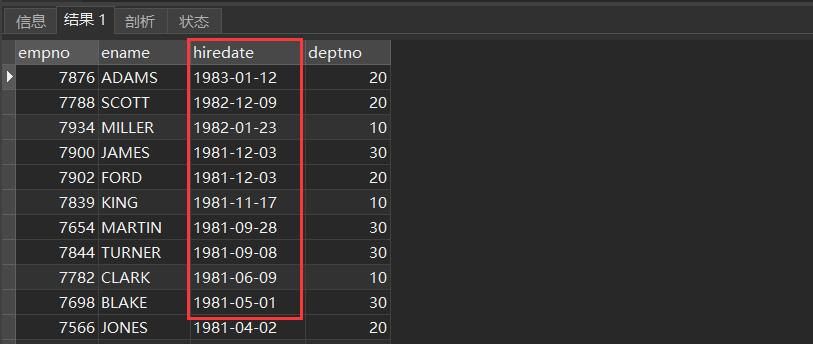 信息 结果 1 剖析 状态
empno ename hiredate deptno
7876 ADAMS 1983-01-12 20
7788 SCOTT 1982-12-09 20
7934 MILLER 1982-01-23 10
7900 JAMES 1981-12-03 30
7902 FORD 1981-12-03 20
7839 KING 1981-11-17 10
7654 MARTIN 1981-09-28 30
7844 TURNER 1981-09-08 30
7782 CLARK 1981-06-09 10
7698 BLAKE 1981-05-01 30
7566 JONES 1981-04-02 20